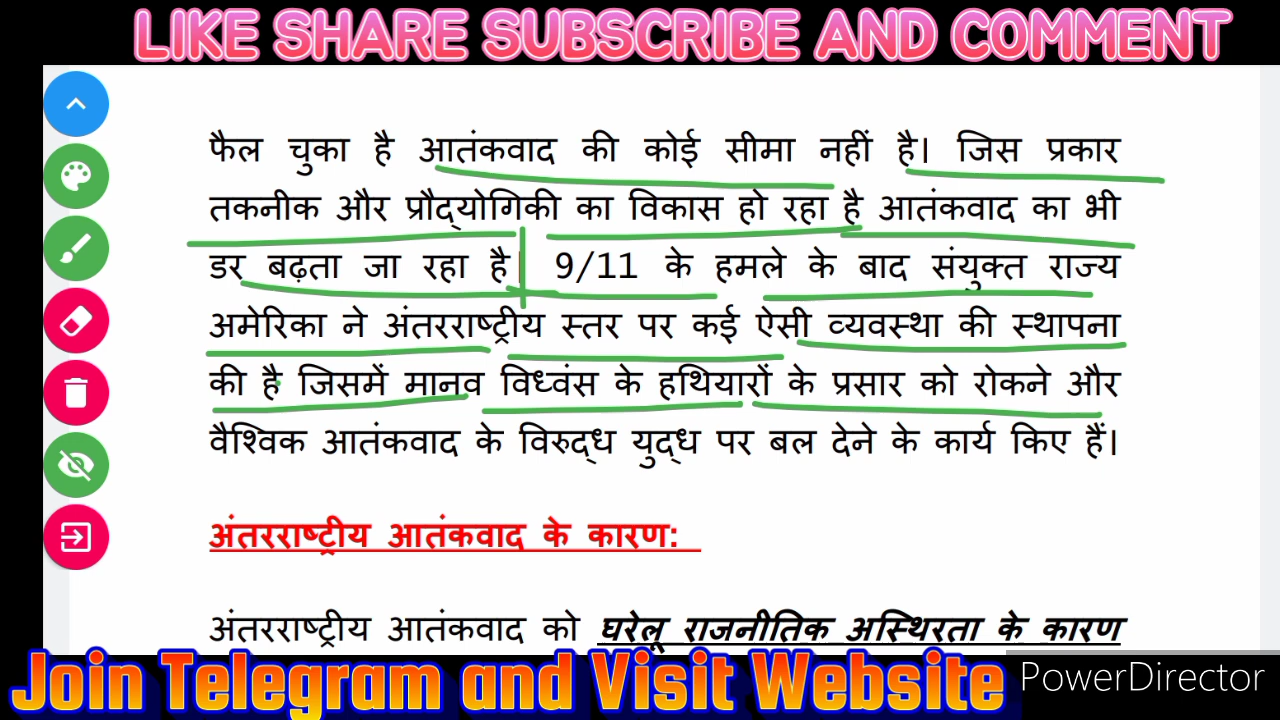 LIKE SHARE SUBSCRIBE AND COMMENT
फैल चुका है आतंकवाद की कोई सीमा नहीं है। जिस प्रकार
तकनीक और प्रौद्योगिकी का विकास हो रहा है आतंकवाद का भी
डर बढ़ता जा रहा है। 9/11 के हमले के बाद संयुक्त राज्य
अमेरिका ने अंतरराष्ट्रीय स्तर पर कई ऐसी व्यवस्था की स्थापना
की है जिसमें मानव विध्वंस के हथियारों के प्रसार को रोकने और
वैश्विक आतंकवाद के विरुद्ध युद्ध पर बल देने के कार्य किए हैं।
अंतरराष्ट्रीय आतंकवाद के कारण:
अंतरराष्ट्रीय आतंकवाद को घरेलू राजनीतिक अस्थिरता के कारण
Join Telegram and Visit Website
PowerDirector